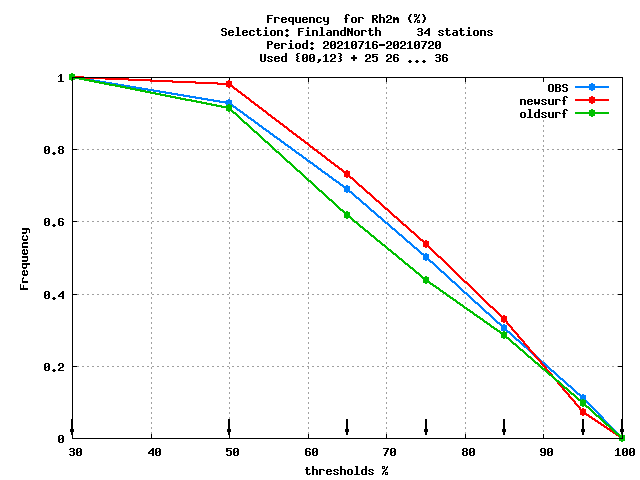 Frequency  for Rh2m (%)
Selection: FinlandNorth     34 stations
Period: 20210716-20210720
Used {00,12} + 25 26 ... 36
OBS
newsurf
oldsurf
1
0.8
0.6
0.4
0.2
0
Frequency
30 40 50 60 70 80 90 100
thresholds %